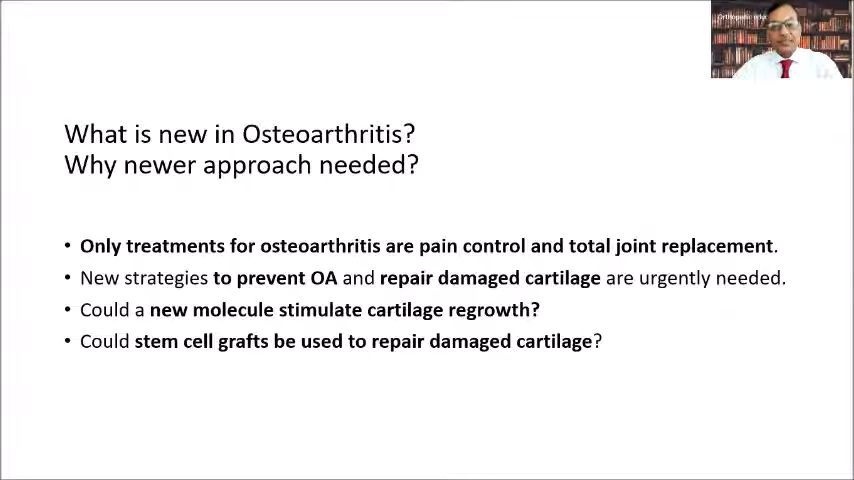 Orthopedic educ
What is new in Osteoarthritis?
Why newer approach needed?
• Only treatments for osteoarthritis are pain control and total joint replacement.
• New strategies to prevent OA and repair damaged cartilage are urgently needed.
• Could a new molecule stimulate cartilage regrowth?
• Could stem cell grafts be used to repair damaged cartilage?